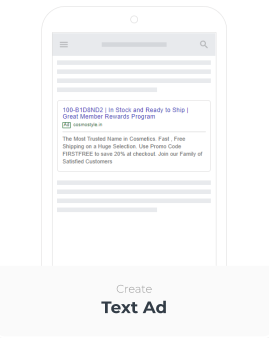 100-B1D8ND2 | In Stock and Ready to Ship |
Great Member Rewards Program
Ad cosmostyle.in
The Most Trusted Name in Cosmetics. Fast , Free
Shipping on a Huge Selection. Use Promo Code
FIRSTFREE to save 20% at checkout. Join our Family of
Satisfied Customers
Create
Text Ad